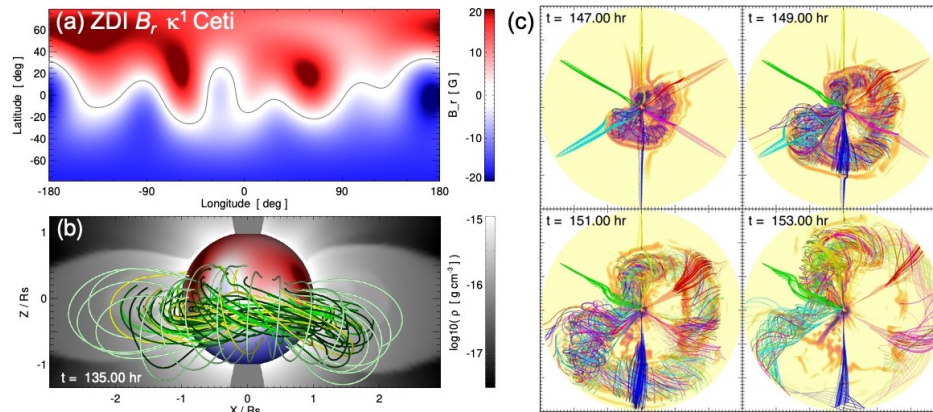 (a) ZDI B_r κ¹ Ceti
60
40
20
0
-20
-40
-60
Latitude [ deg ]
-180
-90
0
90
180
Longitude [ deg ]
20
10
0
-10
-20
B_r [ G ]
(b)
1
0
-1
Z / Rs
t = 135.00 hr
-2
-1
0
1
2
X / Rs
-15
-16
-17
log10( ρ [ g cm⁻³ ] )
(c)
t = 147.00 hr
t = 149.00 hr
t = 151.00 hr
t = 153.00 hr